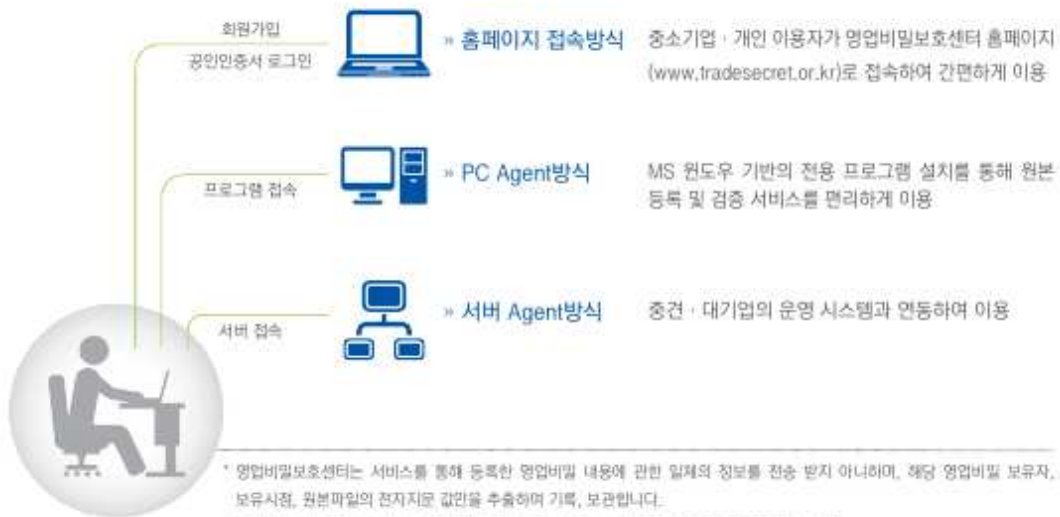 회원가입
공인인증서 로그인
» 홈페이지 접속방식
중소기업 · 개인 이용자가 영업비밀보호센터 홈페이지
(www.tradesecret.or.kr)로 접속하여 간편하게 이용
프로그램 접속
» PC Agent방식
MS 윈도우 기반의 전용 프로그램 설치를 통해 원본
등록 및 검증 서비스를 편리하게 이용
서버 접속
» 서버 Agent방식
중견 · 대기업의 운영 시스템과 연동하여 이용
* 영업비밀보호센터는 서비스를 통해 등록한 영업비밀 내용에 관한 일체의 정보를 전송 받지 아니하며, 해당 영업비밀 보유자,
보유시점, 원본파일의 전자지문 값만을 추출하여 기록, 보관합니다.